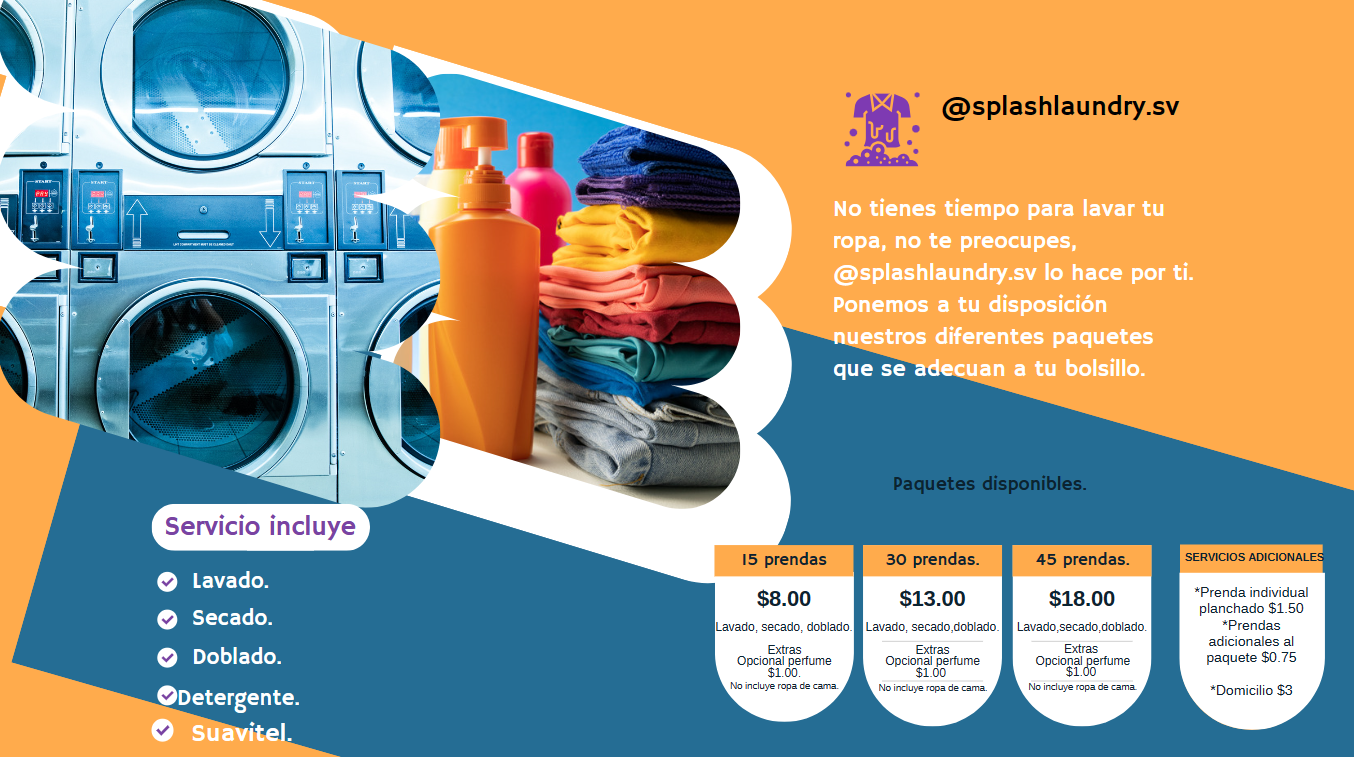 @splashlaundry.sv
No tienes tiempo para lavar tu
ropa, no te preocupes,
@splashlaundry.sv lo hace por ti.
Ponemos a tu disposición
nuestros diferentes paquetes
que se adecuan a tu bolsillo.
START
START
START
START
Servicio incluye
Lavado.
Secado.
Doblado.
Detergente.
Suavitel.
Paquetes disponibles.
15 prendas
$8.00
Lavado, secado, doblado.
Extras
Opcional perfume
$1.00.
No incluye ropa de cama.
30 prendas.
$13.00
Lavado, secado,doblado.
Extras
Opcional perfume
$1.00
No incluye ropa de cama.
45 prendas.
$18.00
Lavado,secado,doblado.
Extras
Opcional perfume
$1.00
No incluye ropa de cama.
SERVICIOS ADICIONALES
*Prenda individual
planchado $1.50
*Prendas
adicionales al
paquete $0.75
*Domicilio $3